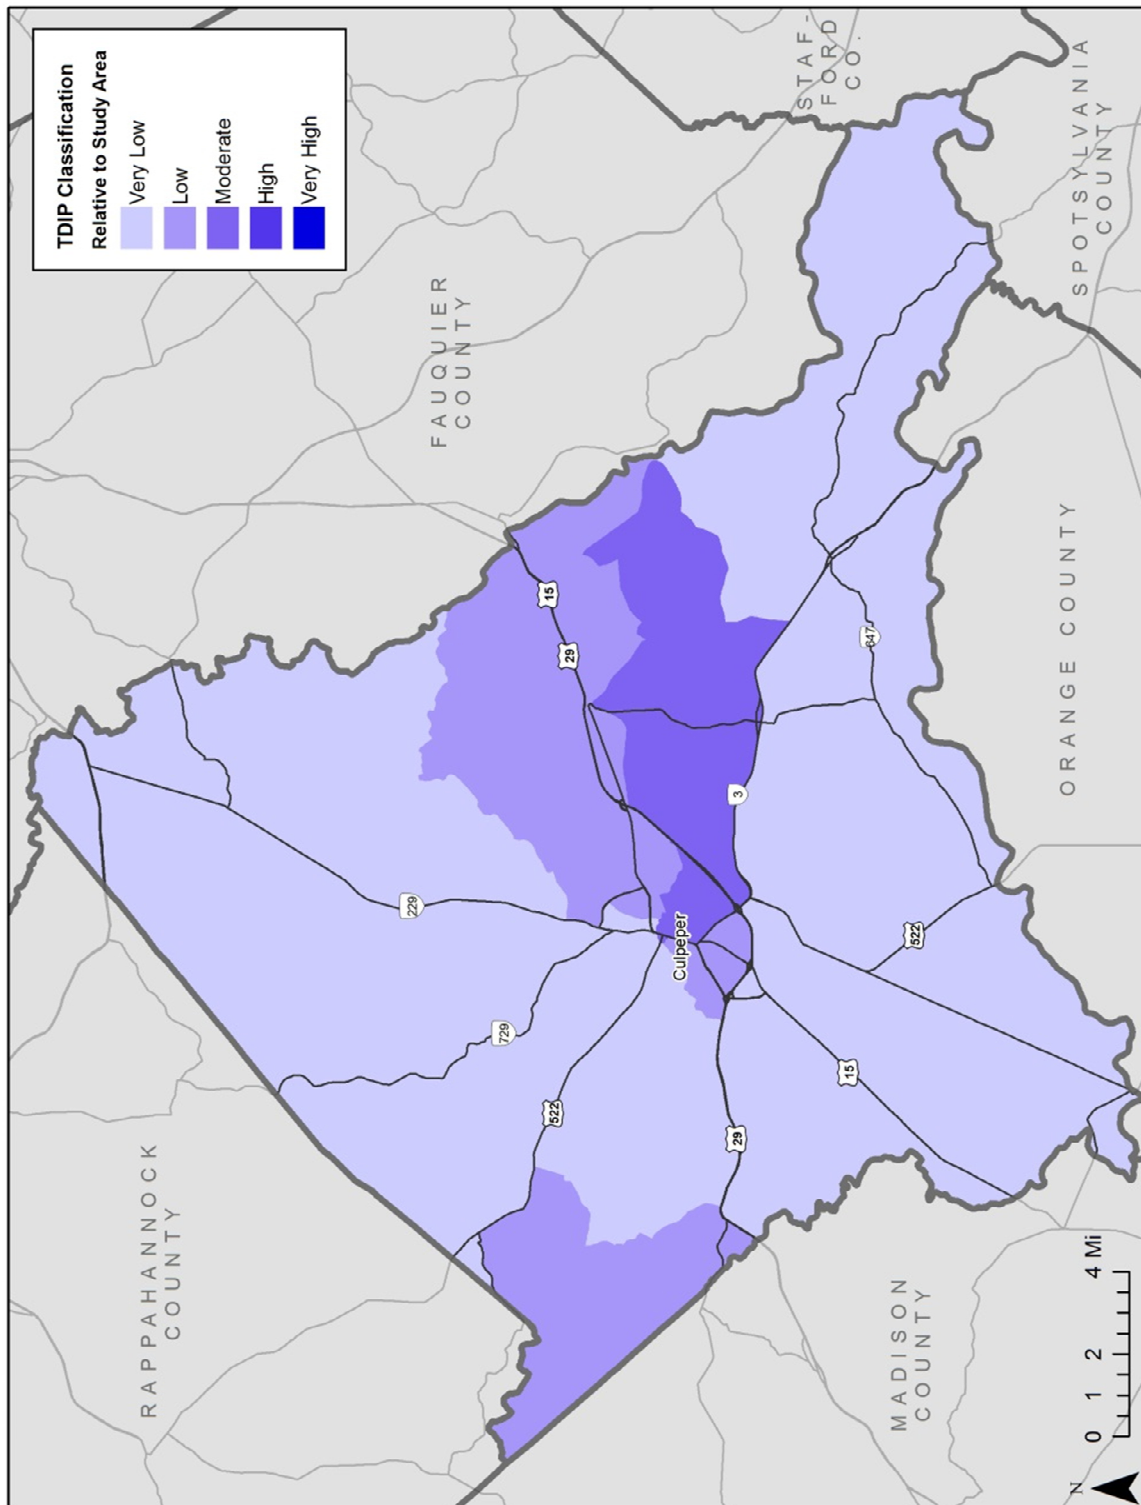 TDIP Classification
Relative to Study Area
Very Low
Low
Moderate
High
Very High
RAPPAHANNOCK
COUNTY
FAUQUIER
COUNTY
STAF-
FORD
CO.
SPOTSYLVANIA
COUNTY
ORANGE COUNTY
MADISON
COUNTY
Culpeper
229
729
522
29
15
29
15
3
647
522
15
N
0 1 2 4 Mi